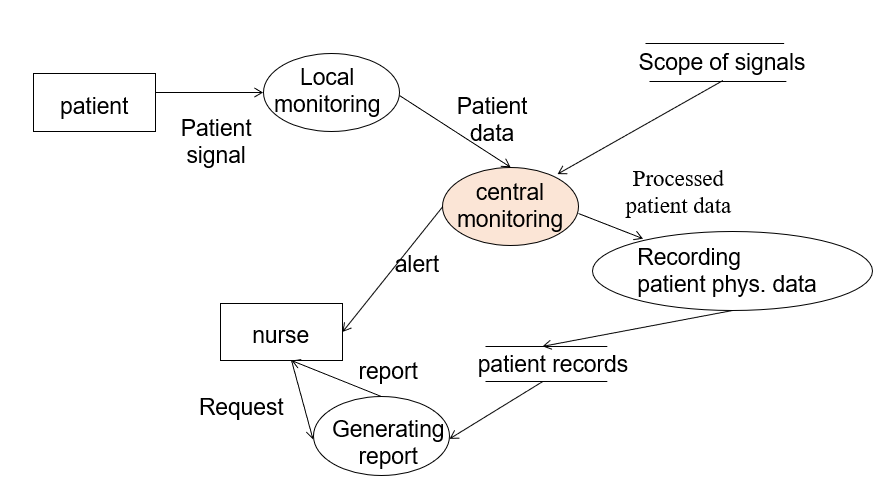 Scope of signals
Local
monitoring
patient
Patient
signal
Patient
data
Processed
patient data
central
monitoring
Recording
patient phys. data
alert
nurse
patient records
report
Request
Generating
report